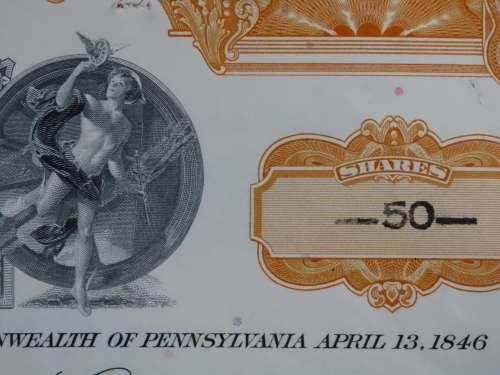 SHARES
—50—
NWEALTH OF PENNSYLVANIA APRIL 13, 1846